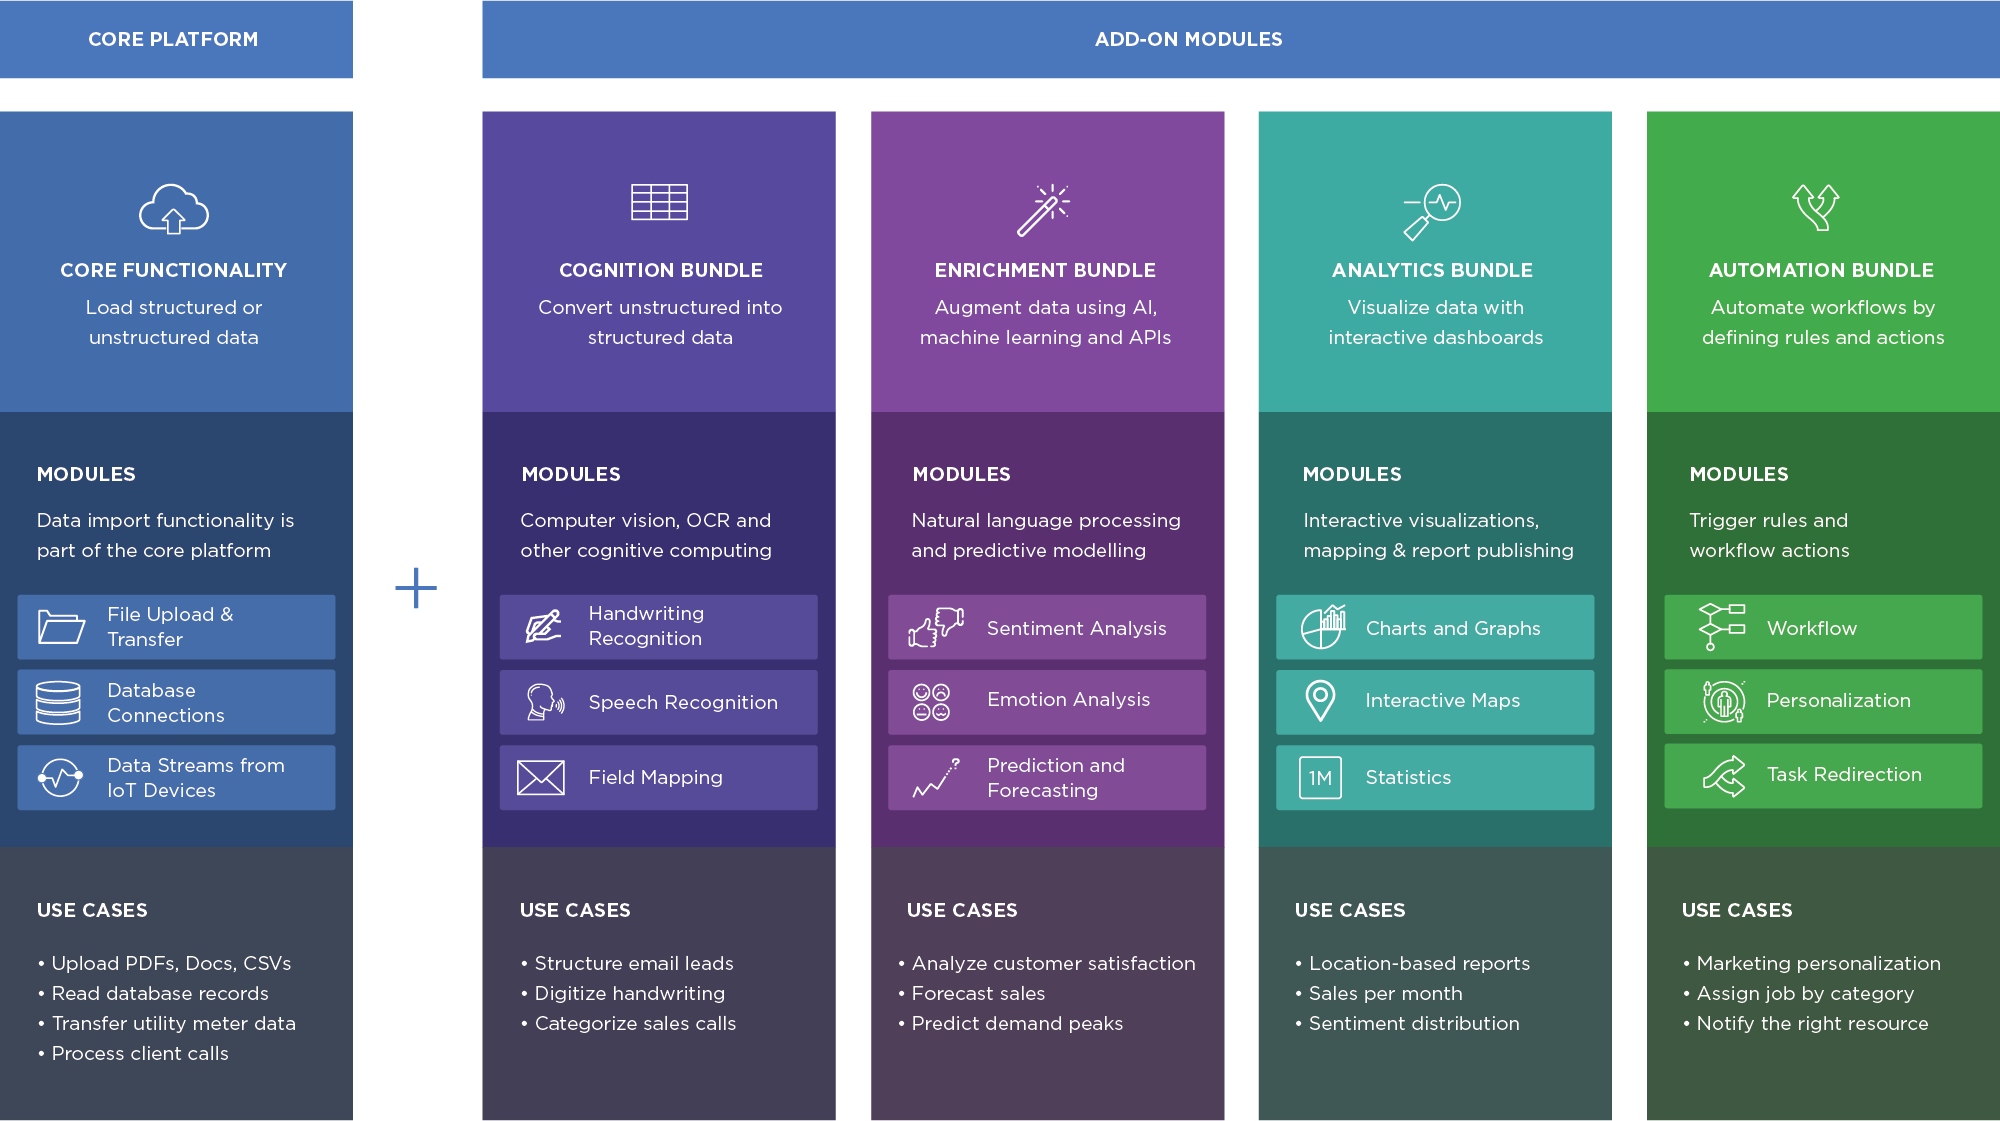 CORE PLATFORM
ADD-ON MODULES
CORE FUNCTIONALITY
Load structured or
unstructured data
MODULES
Data import functionality is
part of the core platform
File Upload &
Transfer
Database
Connections
Data Streams from
IoT Devices
USE CASES
• Upload PDFs, Docs, CSVs
• Read database records
• Transfer utility meter data
• Process client calls
+
COGNITION BUNDLE
Convert unstructured into
structured data
MODULES
Computer vision, OCR and
other cognitive computing
Handwriting
Recognition
Speech Recognition
Field Mapping
USE CASES
• Structure email leads
• Digitize handwriting
• Categorize sales calls
ENRICHMENT BUNDLE
Augment data using AI,
machine learning and APIs
MODULES
Natural language processing
and predictive modelling
Sentiment Analysis
Emotion Analysis
?
Prediction and
Forecasting
USE CASES
• Analyze customer satisfaction
• Forecast sales
• Predict demand peaks
ANALYTICS BUNDLE
Visualize data with
interactive dashboards
MODULES
Interactive visualizations,
mapping & report publishing
Charts and Graphs
Interactive Maps
1M
Statistics
USE CASES
• Location-based reports
• Sales per month
• Sentiment distribution
AUTOMATION BUNDLE
Automate workflows by
defining rules and actions
MODULES
Trigger rules and
workflow actions
Workflow
Personalization
Task Redirection
USE CASES
• Marketing personalization
• Assign job by category
• Notify the right resource